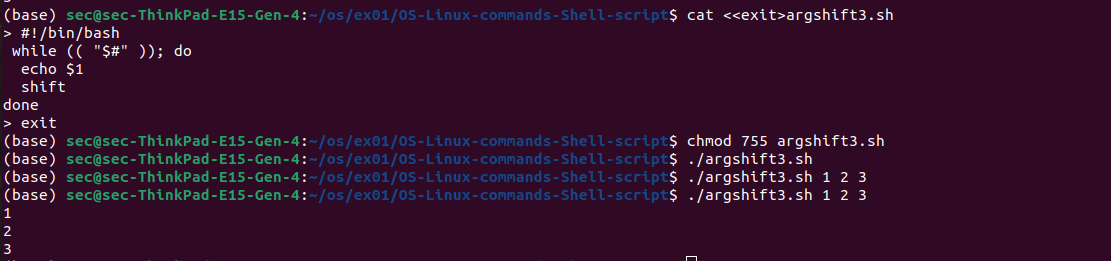 (base) sec@sec-ThinkPad-E15-Gen-4:~/os/ex01/OS-Linux-commands-Shell-script$ cat <<exit>argshift3.sh
> #!/bin/bash
 while (( "$#" )); do
  echo $1
  shift
done
> exit
(base) sec@sec-ThinkPad-E15-Gen-4:~/os/ex01/OS-Linux-commands-Shell-script$ chmod 755 argshift3.sh
(base) sec@sec-ThinkPad-E15-Gen-4:~/os/ex01/OS-Linux-commands-Shell-script$ ./argshift3.sh
(base) sec@sec-ThinkPad-E15-Gen-4:~/os/ex01/OS-Linux-commands-Shell-script$ ./argshift3.sh 1 2 3
(base) sec@sec-ThinkPad-E15-Gen-4:~/os/ex01/OS-Linux-commands-Shell-script$ ./argshift3.sh 1 2 3
1
2
3